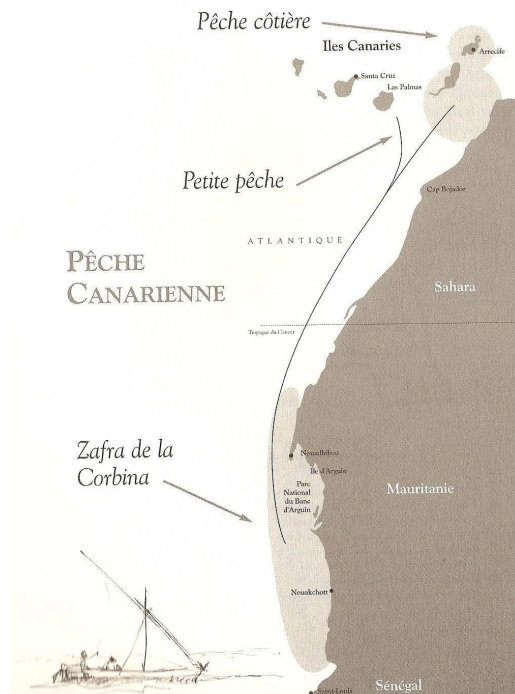 Pêche côtière
Iles Canaries
Arrecife
Santa Cruz
Las Palmas
Petite pêche
Cap Bojador
ATLANTIQUE
PÊCHE
CANARIENNE
Sahara
Tropique du Cancer
Zafra de la
Corbina
Nouadhibou
Ile d'Arguin
Parc
National
du Banc
d'Arguin
Mauritanie
Nouakchott
Sénégal
Saint-Louis